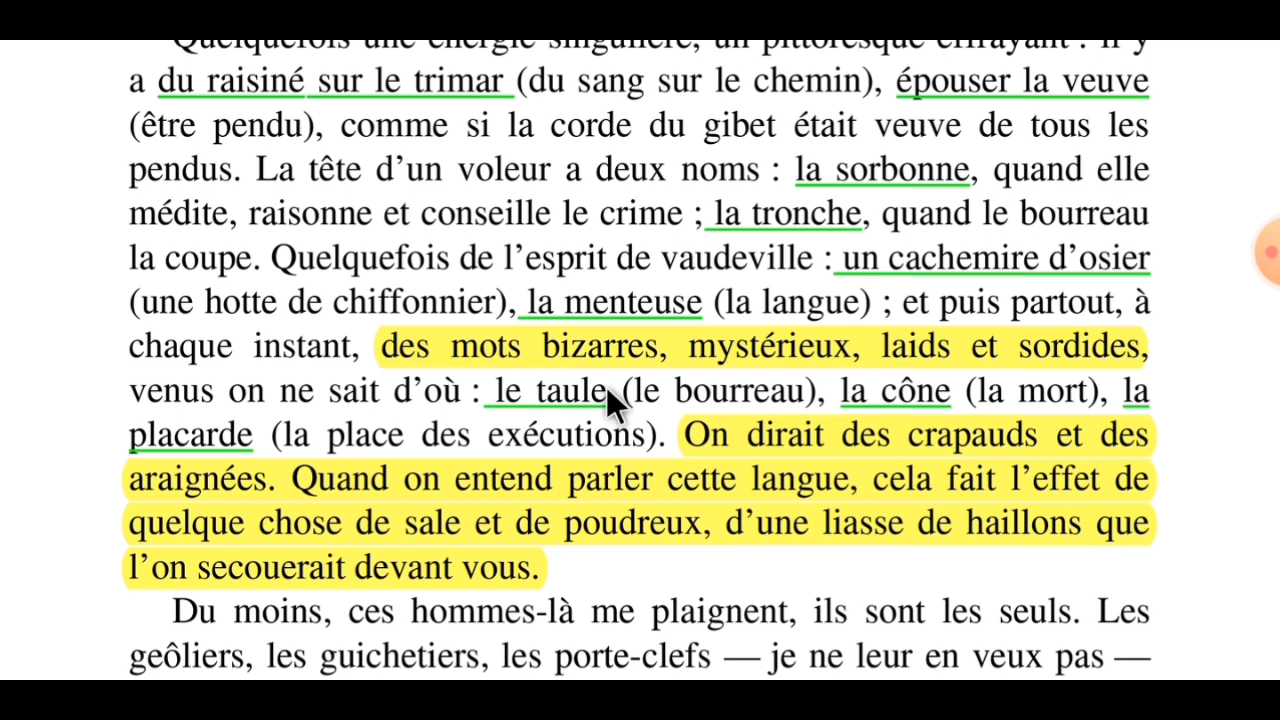 Quelquefois une énergie singulière, un pittoresque effrayant : il y
a du raisiné sur le trimar (du sang sur le chemin), épouser la veuve
(être pendu), comme si la corde du gibet était veuve de tous les
pendus. La tête d’un voleur a deux noms : la sorbonne, quand elle
médite, raisonne et conseille le crime ; la tronche, quand le bourreau
la coupe. Quelquefois de l’esprit de vaudeville : un cachemire d’osier
(une hotte de chiffonnier), la menteuse (la langue) ; et puis partout, à
chaque instant, des mots bizarres, mystérieux, laids et sordides,
venus on ne sait d’où : le taule (le bourreau), la cône (la mort), la
placarde (la place des exécutions). On dirait des crapauds et des
araignées. Quand on entend parler cette langue, cela fait l’effet de
quelque chose de sale et de poudreux, d’une liasse de haillons que
l’on secouerait devant vous.
Du moins, ces hommes-là me plaignent, ils sont les seuls. Les
geôliers, les guichetiers, les porte-clefs — je ne leur en veux pas —